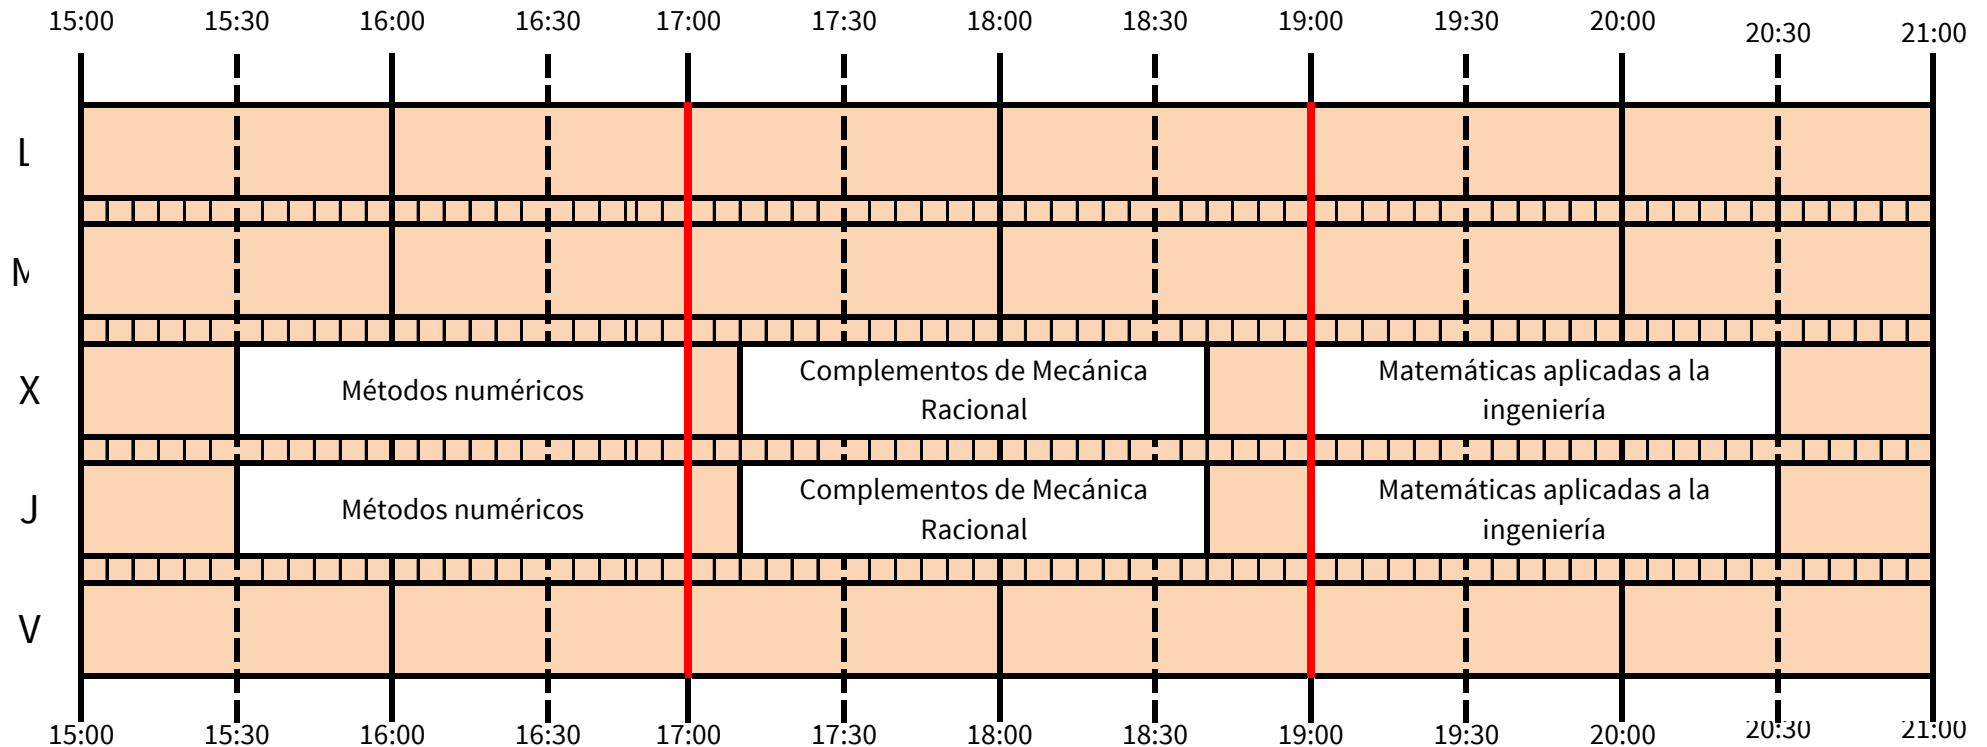 15:00 15:30 16:00 16:30 17:00 17:30 18:00 18:30 19:00 19:30 20:00 20:30 21:00
L
M
X
Métodos numéricos
Complementos de Mecánica
Racional
Matemáticas aplicadas a la
ingeniería
J
Métodos numéricos
Complementos de Mecánica
Racional
Matemáticas aplicadas a la
ingeniería
V
15:00 15:30 16:00 16:30 17:00 17:30 18:00 18:30 19:00 19:30 20:00 20:30 21:00